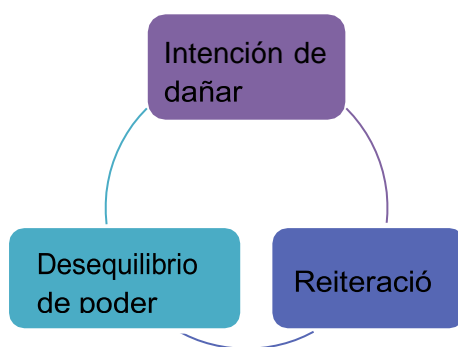 Intención de
dañar
Desequilibrio
de poder
Reiteració